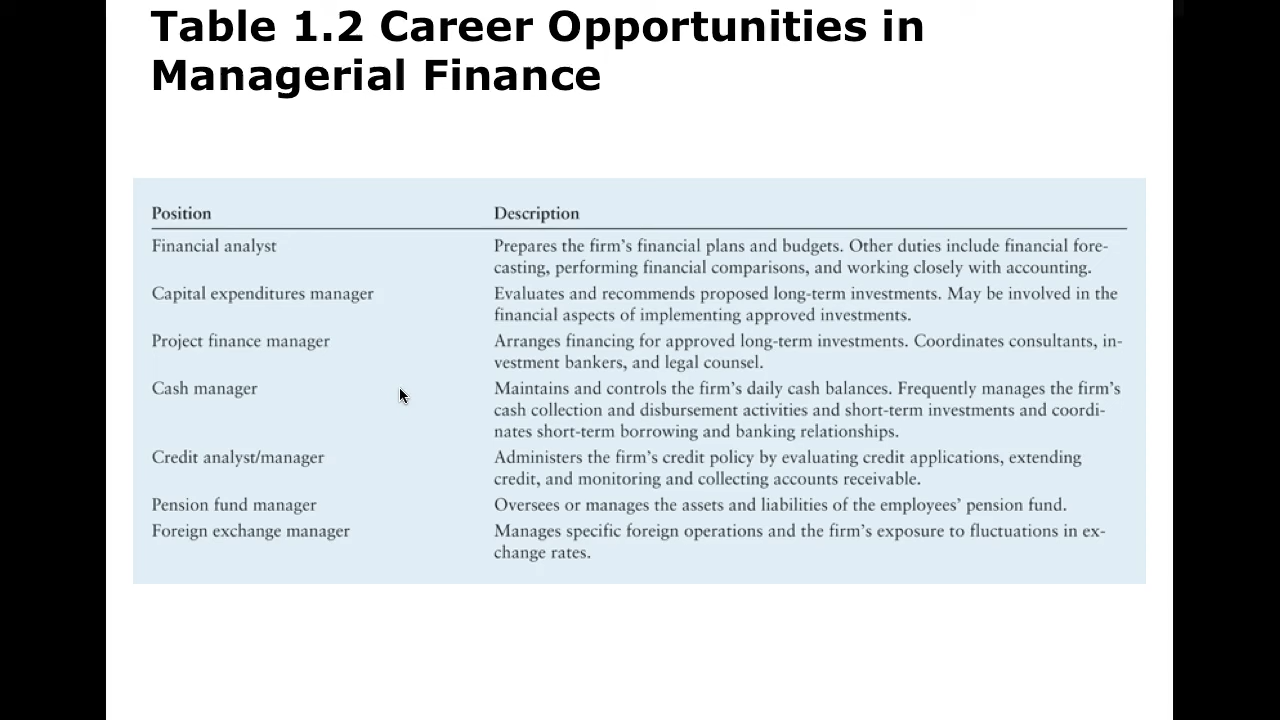 Table 1.2 Career Opportunities in
Managerial Finance
Position Description
Financial analyst Prepares the firm's financial plans and budgets. Other duties include financial fore-
casting, performing financial comparisons, and working closely with accounting.
Capital expenditures manager Evaluates and recommends proposed long-term investments. May be involved in the
financial aspects of implementing approved investments.
Project finance manager Arranges financing for approved long-term investments. Coordinates consultants, in-
vestment bankers, and legal counsel.
Cash manager Maintains and controls the firm's daily cash balances. Frequently manages the firm's
cash collection and disbursement activities and short-term investments and coordi-
nates short-term borrowing and banking relationships.
Credit analyst/manager Administers the firm's credit policy by evaluating credit applications, extending
credit, and monitoring and collecting accounts receivable.
Pension fund manager Oversees or manages the assets and liabilities of the employees' pension fund.
Foreign exchange manager Manages specific foreign operations and the firm's exposure to fluctuations in ex-
change rates.